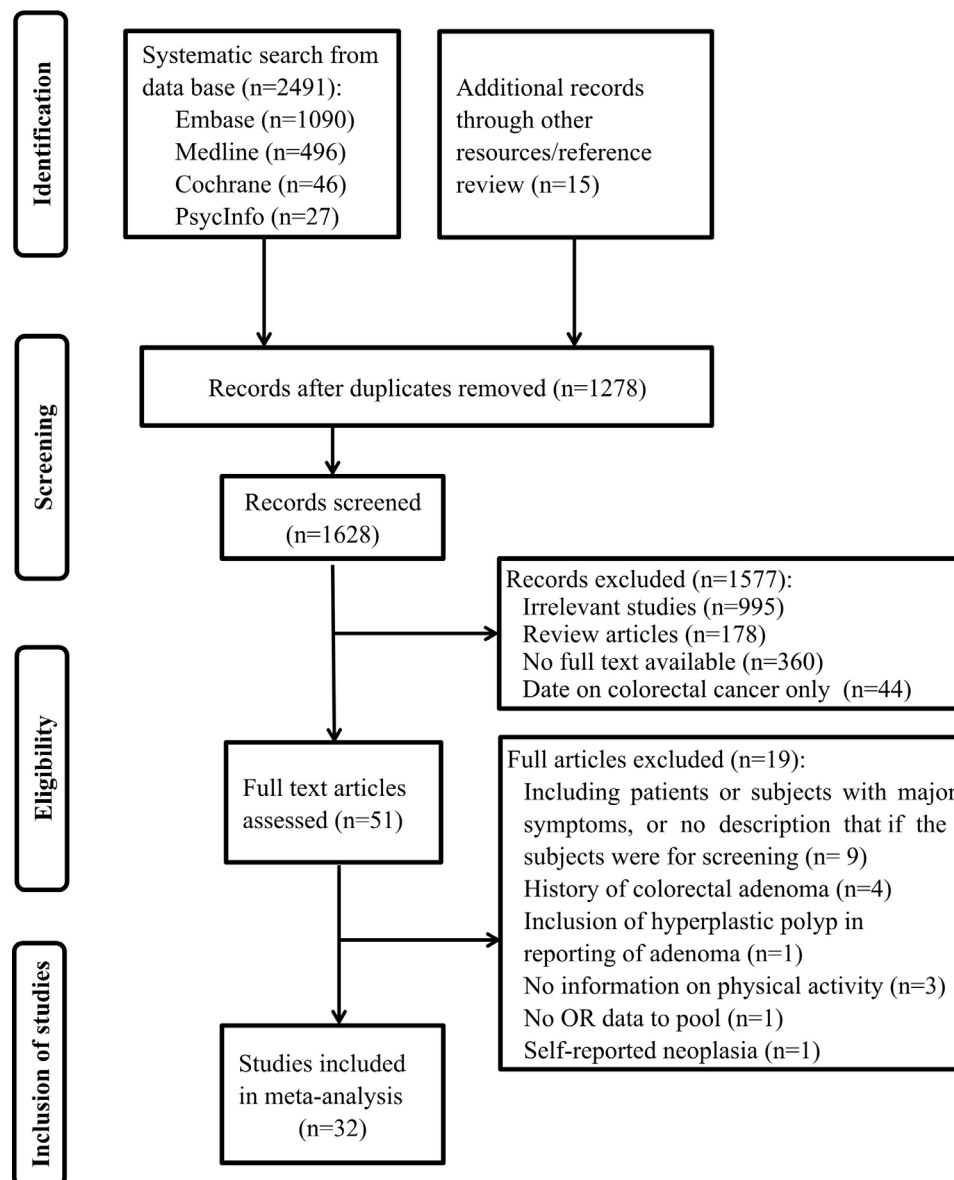 Identification
Systematic search from
data base (n=2491):
Embase (n=1090)
Medline (n=496)
Cochrane (n=46)
PsycInfo (n=27)
Additional records
through other
resources/reference
review (n=15)
Screening
Records after duplicates removed (n=1278)
Records screened
(n=1628)
Records excluded (n=1577):
Irrelevant studies (n=995)
Review articles (n=178)
No full text available (n=360)
Date on colorectal cancer only (n=44)
Eligibility
Full text articles
assessed (n=51)
Full articles excluded (n=19):
Including patients or subjects with major
symptoms, or no description that if the
subjects were for screening (n= 9)
History of colorectal adenoma (n=4)
Inclusion of hyperplastic polyp in
reporting of adenoma (n=1)
No information on physical activity (n=3)
No OR data to pool (n=1)
Self-reported neoplasia (n=1)
Inclusion of studies
Studies included
in meta-analysis
(n=32)